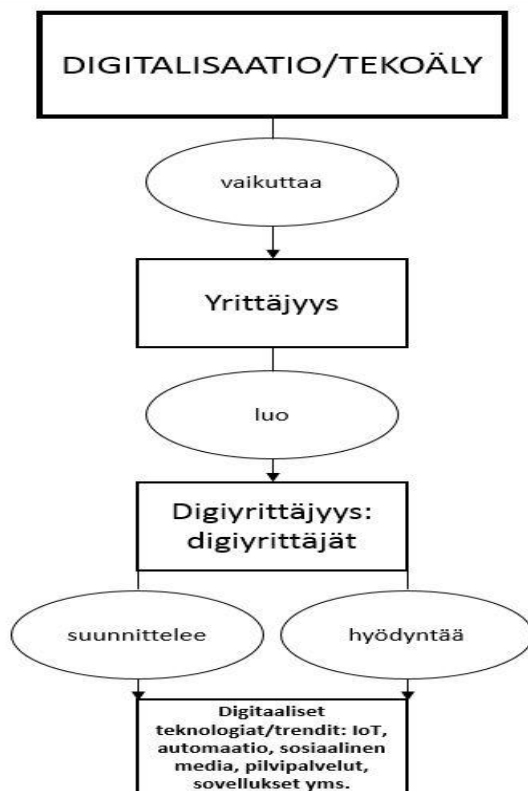 DIGITALISAATIO/TEKOÄLY
vaikuttaa
Yrittäjyys
luo
Digiyrittäjyys:
digiyrittäjät
suunnittelee
hyödyntää
Digitaaliset
teknologiat/trendit: IoT,
automaatio, sosiaalinen
media, pilvipalvelut,
sovellukset yms.